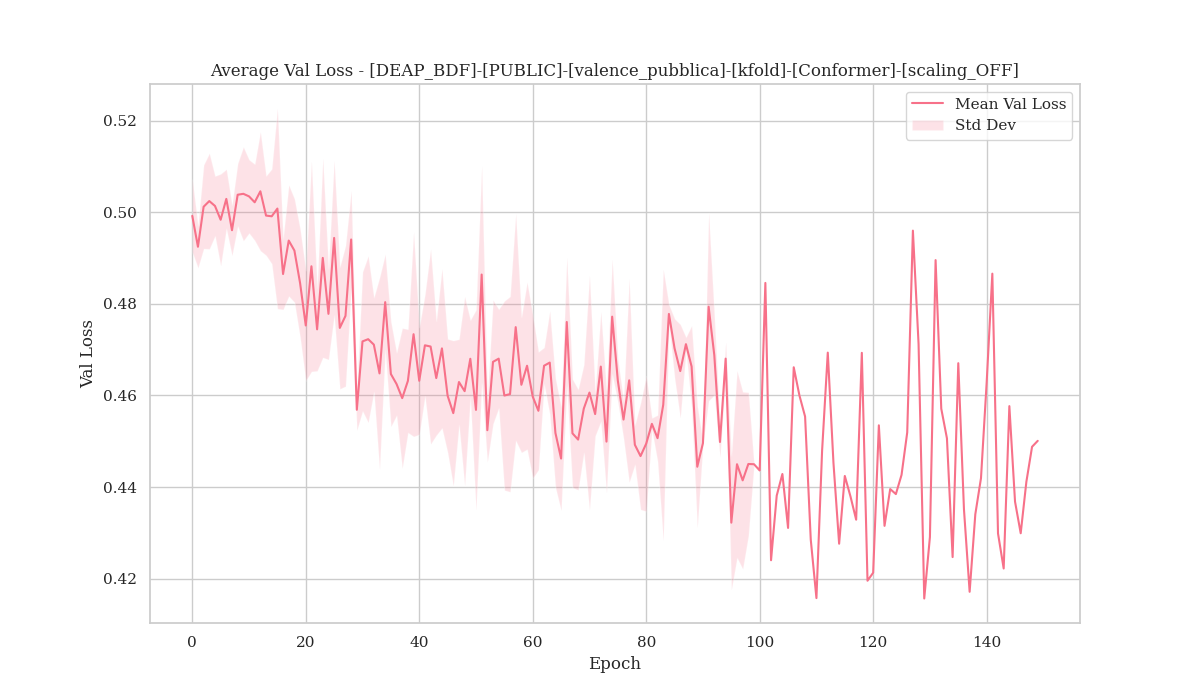 Average Val Loss - [DEAP_BDF]-[PUBLIC]-[valence_pubblica]-[kfold]-[Conformer]-[scaling_OFF]
Mean Val Loss
Std Dev
Val Loss
0.52
0.50
0.48
0.46
0.44
0.42
0 20 40 60 80 100 120 140
Epoch